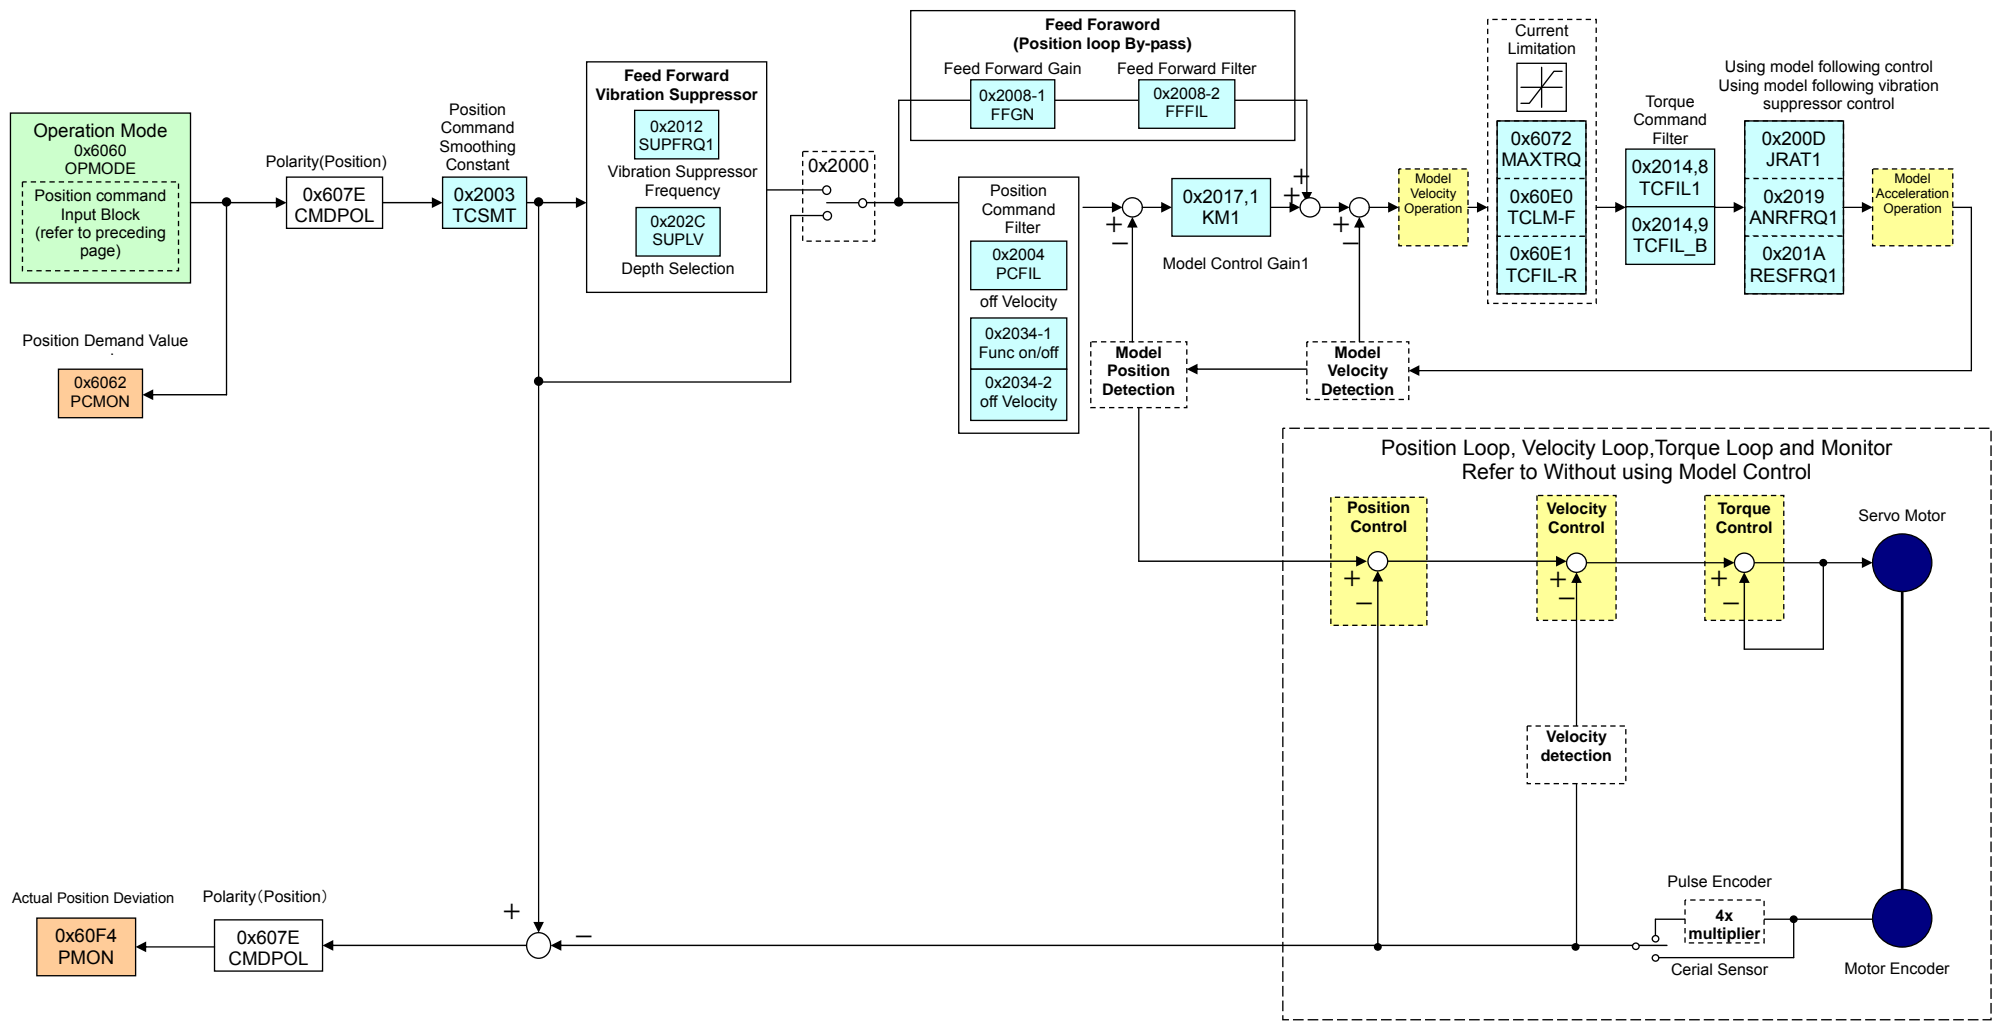 Operation Mode
0x6060
OPMODE
Position command
Input Block
(refer to preceding
page)
Position Demand Value
0x6062
PCMON
Polarity(Position)
0x607E
CMDPOL
Position
Command
Smoothing
Constant
0x2003
TCSMT
Feed Forward
Vibration Suppressor
0x2012
SUPFRQ1
Vibration Suppressor
Frequency
0x202C
SUPLV
Depth Selection
0x2000
Feed Foraword
(Position loop By-pass)
Feed Forward Gain
0x2008-1
FFGN
Feed Forward Filter
0x2008-2
FFFIL
Position
Command
Filter
0x2004
PCFIL
off Velocity
0x2034-1
Func on/off
0x2034-2
off Velocity
+
−
0x2017,1
KM1
Model Control Gain1
+
+
+
−
Model
Velocity
Operation
Current
Limitation
0x6072
MAXTRQ
0x60E0
TCLM-F
0x60E1
TCFIL-R
Torque
Command
Filter
0x2014,8
TCFIL1
0x2014,9
TCFIL_B
Using model following control
Using model following vibration
suppressor control
0x200D
JRAT1
0x2019
ANRFRQ1
0x201A
RESFRQ1
Model
Acceleration
Operation
Model
Position
Detection
Model
Velocity
Detection
Position Loop, Velocity Loop,Torque Loop and Monitor
Refer to Without using Model Control
Position
Control
+
−
Velocity
Control
+
−
Torque
Control
+
−
Servo Motor
Velocity
detection
Pulse Encoder
4x
multiplier
Cerial Sensor
Motor Encoder
Actual Position Deviation
0x60F4
PMON
Polarity(Position)
0x607E
CMDPOL
+
−